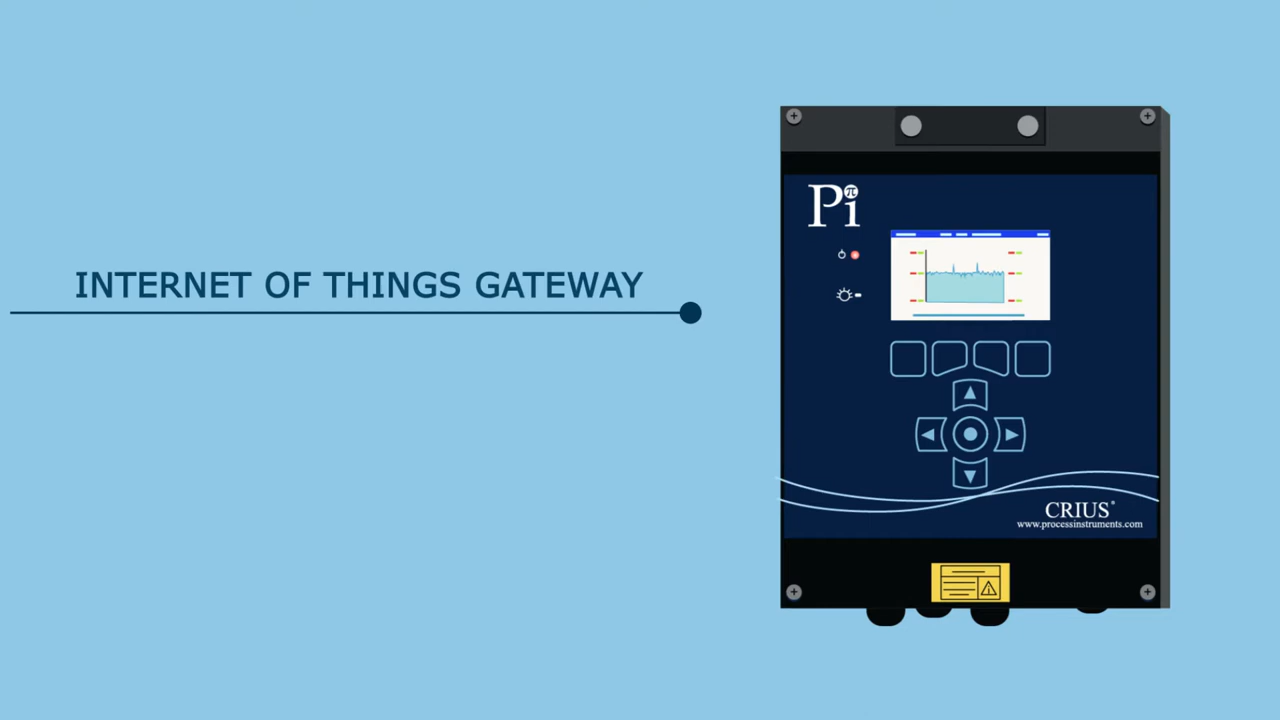 INTERNET OF THINGS GATEWAY
Pi
π
CRIUS®
www.processinstruments.com